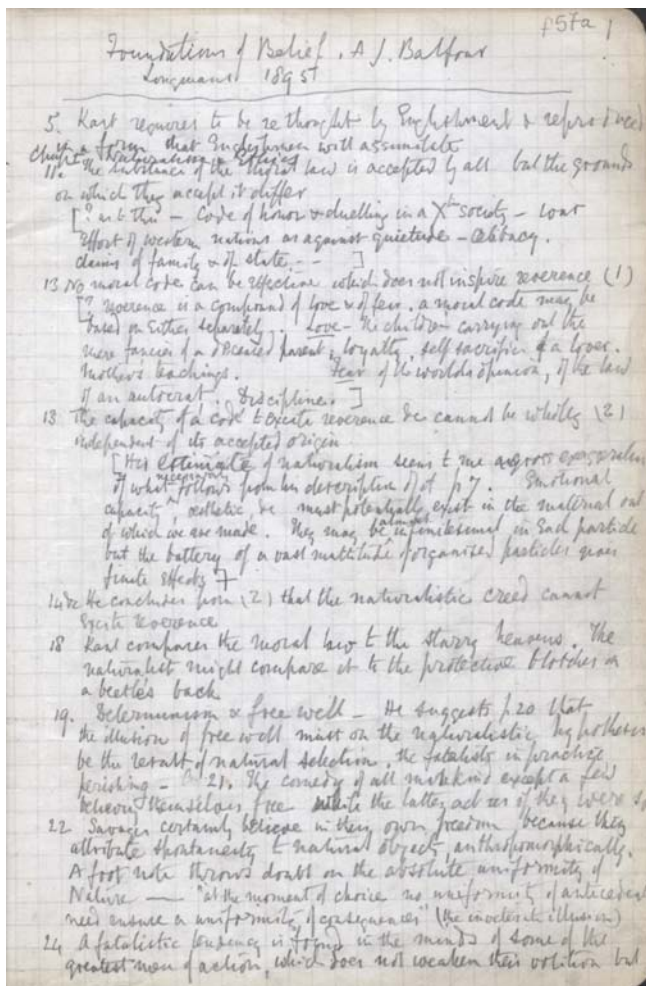 f57a 1
Foundations of Belief. A J. Balfour
Longmans 1895
5. Kant requires to be re thought by Englishmen & reproduced
in a form that Englishmen will assimilate
Chapt 1 Naturalism & Ethics
11. The substance of the moral law is accepted by all but the grounds
on which they accept it differ
[? is this - Code of honor & duelling in a Xtn society -
Effort of western nations as against quietude - celibacy.
claims of family & of state. - - ]
13 No moral code can be effective which does not inspire reverence (1)
[? reverence is a compound of love & of fear. a moral code may be
based on either separately. Love - the children carrying out the
mere fancies of a deceased parent, loyalty, self sacrifice of a lover.
Mothers teachings. Fear of the worlds opinion, of the law
of an autocrat. Discipline. ]
13 The capacity of a code to excite reverence &c cannot be wholly (2)
independent of its accepted origin
[His estimate of naturalism seems to me a gross exaggeration
of what necessarily follows from his description of it p 7. Emotional
capacity, aesthetic &c must potentially exist in the material out
of which we are made. They may be almost infinitesimal in each particle
but the battery of a vast multitude of organised particles gives
finite effects ]
14 &c He concludes from (2) that the naturalistic creed cannot
excite reverence
18 Kant compares the moral law to the starry heavens. The
naturalist might compare it to the protective blotches on
a beetle's back
19. Determinism & free will - He suggests p.20 that
the illusion of free will must on the naturalistic hypothesis
be the result of natural selection, the fatalists in practice
perishing - 21. The comedy of all mankind except a few
believing themselves free while the latter act as if they were so
22 Savages certainly believe in their own freedom because they
attribute spontaneity to natural objects, anthropomorphically.
A foot note throws doubt on the absolute uniformity of
Nature — "at the moment of choice no uniformity of antecedent
need ensure a uniformity of consequences" (the illusion)
24 A fatalistic tendency is found in the minds of some of the
greatest men of action, which does not weaken their volition but